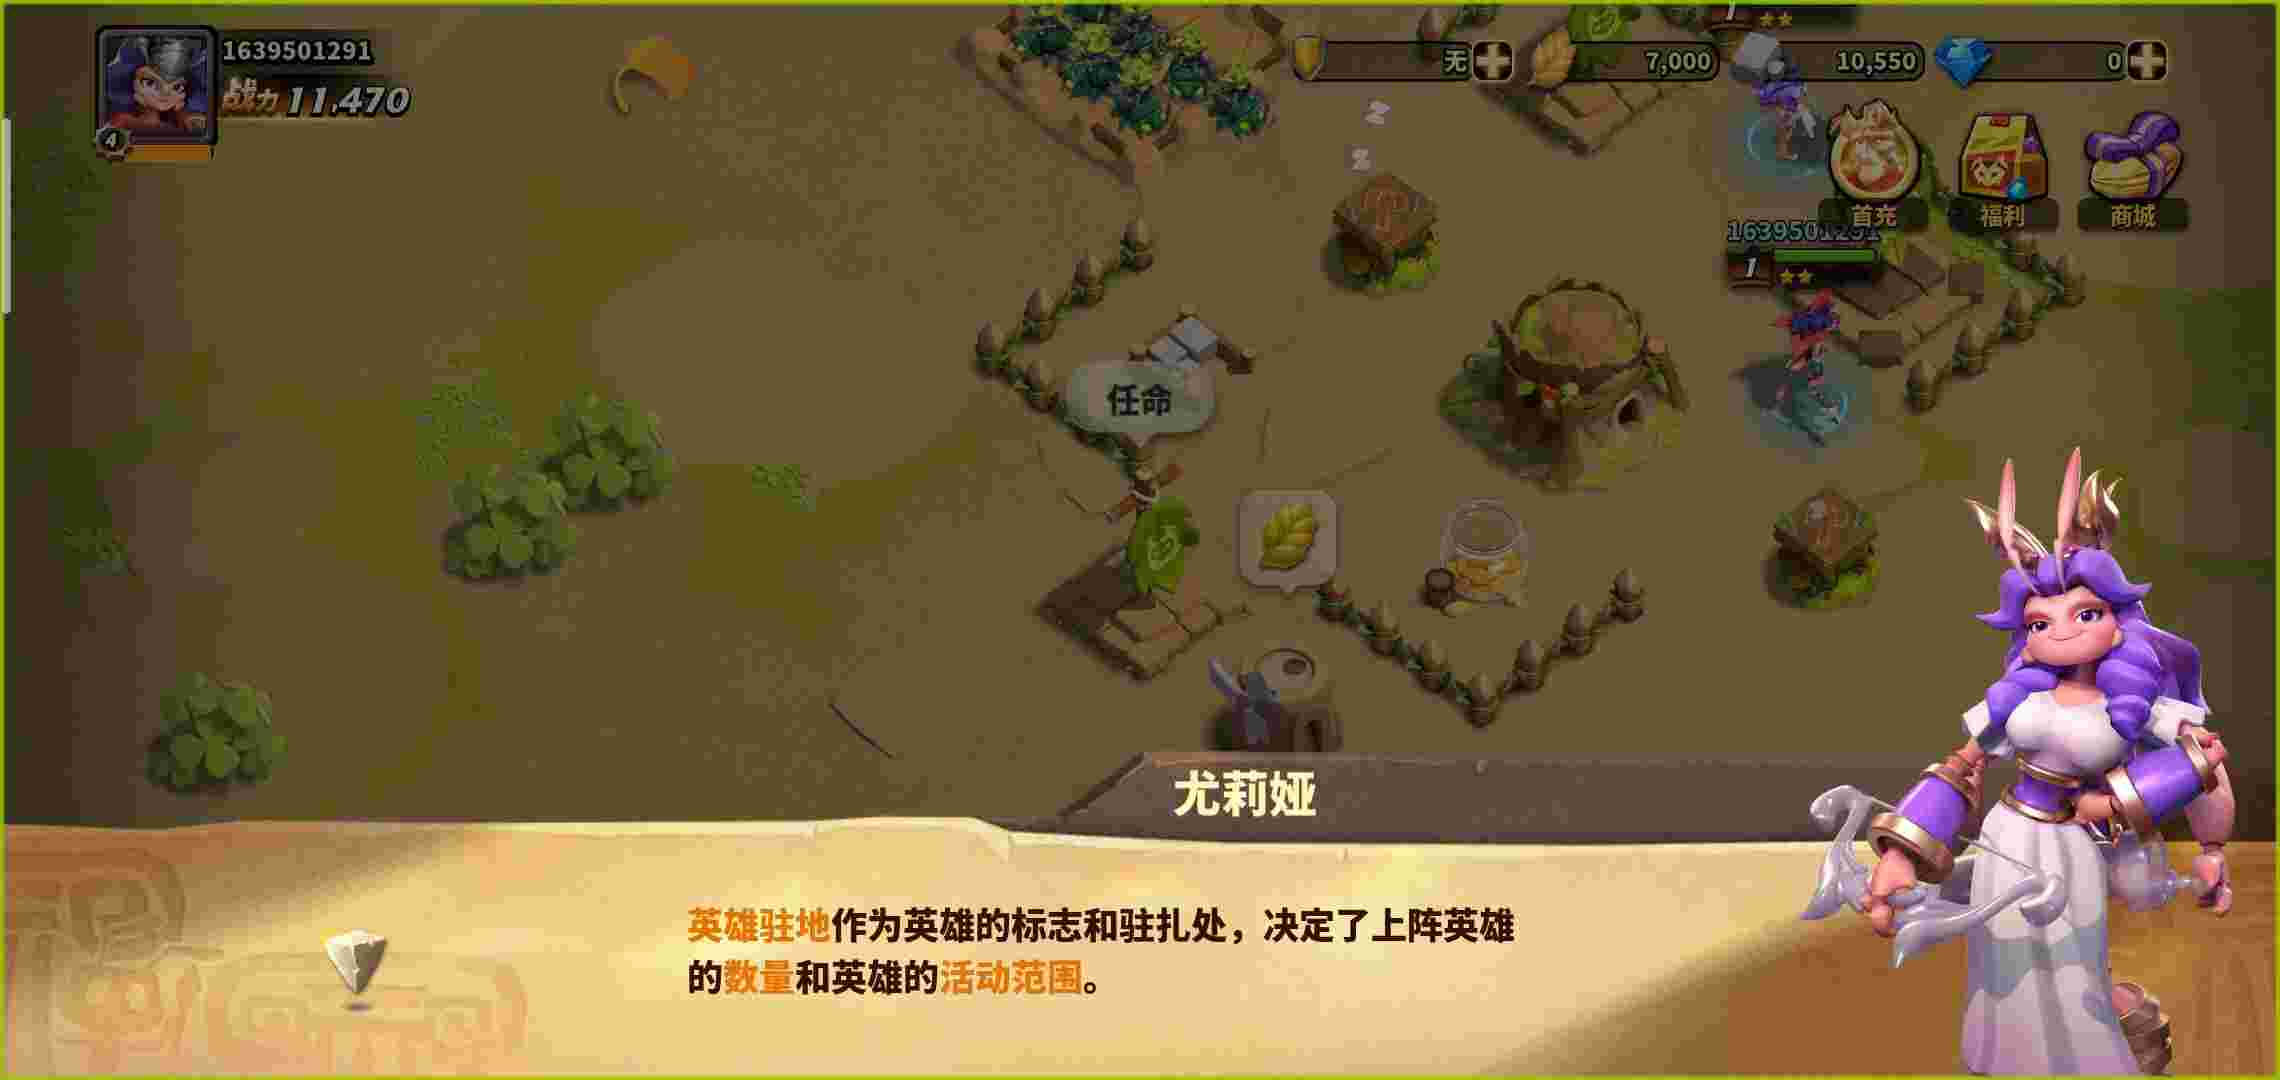 1639501291
战力 11,470
4
无
7,000
10,550
0
首充
福利
商城
1639501291
1
1
任命
尤莉娅
英雄驻地作为英雄的标志和驻扎处，决定了上阵英雄
的数量和英雄的活动范围。